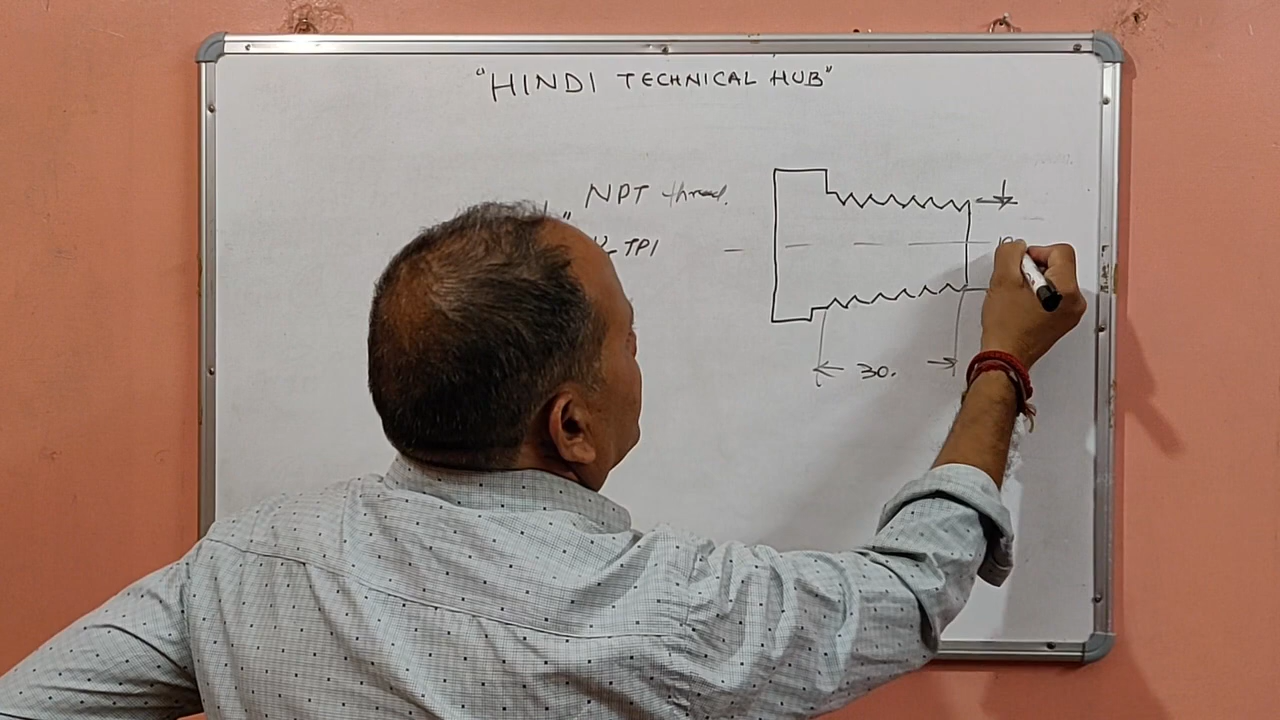 "HINDI TECHNICAL HUB"
" NPT thread.
TPI
30.